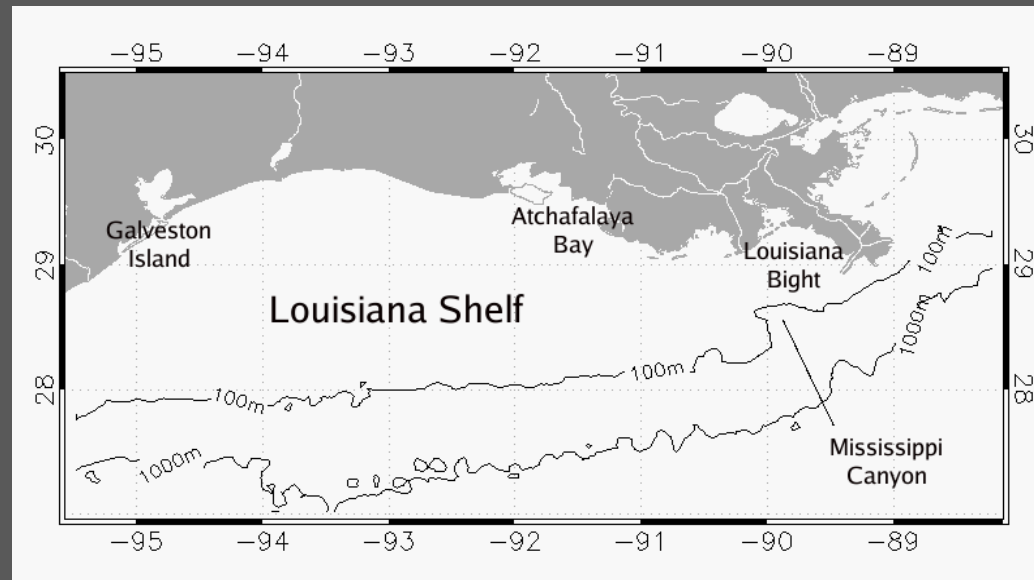 −95 −94 −93 −92 −91 −90 −89
30
30
Galveston
Island
Atchafalaya
Bay
Louisiana
Bight
100m
29
29
Louisiana Shelf
1000m
100m
28
28
100m
1000m
Mississippi
Canyon
−95 −94 −93 −92 −91 −90 −89